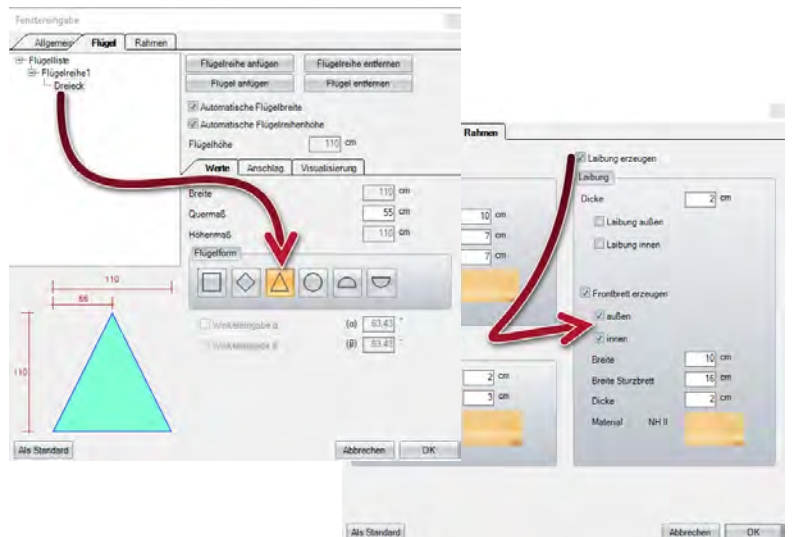 Fenstereingabe
Allgemein Flügel Rahmen
Flügelliste
Flügelreihe1
Dreieck
Flügelreihe anfügen Flügelreihe entfernen
Flügel anfügen Flügel entfernen
Automatische Flügelbreite
Automatische Flügelreihenhöhe
Flügelhöhe 110 cm
Werte Anschlag Visualisierung
Breite 110 cm
Quermaß 55 cm
Höhenmaß 110 cm
Flügelform
Winkeleingabe α (α) 63,43 °
Winkeleingabe β (β) 63,43 °
110
110
Als Standard Abbrechen OK
Rahmen
10 cm
7 cm
7 cm
2 cm
3 cm
Laibung erzeugen
Laibung
Dicke 2 cm
Laibung außen
Laibung innen
Frontbrett erzeugen
außen
innen
Breite 10 cm
Breite Sturzbrett 16 cm
Dicke 2 cm
Material NH II
Als Standard Abbrechen OK